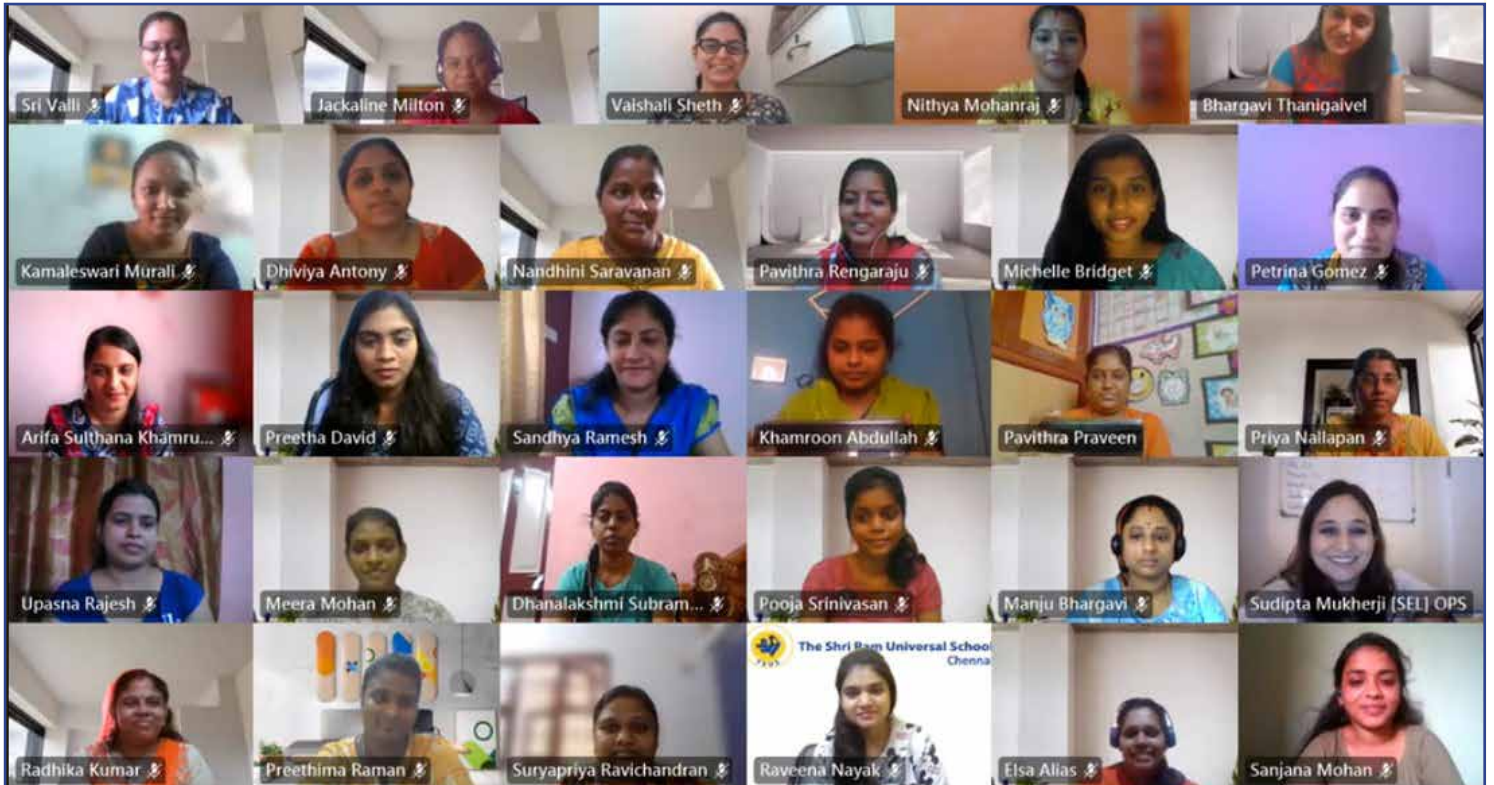 Sri Valli
Jackaline Milton
Vaishali Sheth
Nithya Mohanraj
Bhargavi Thanigaivel
Kamaleswari Murali
Dhiviya Antony
Nandhini Saravanan
Pavithra Rengaraju
Michelle Bridget
Petrina Gomez
Arifa Sulthana Khamru...
Preetha David
Sandhya Ramesh
Khamroon Abdullah
Pavithra Praveen
Priya Nallapan
Upasna Rajesh
Meera Mohan
Dhanalakshmi Subram...
Pooja Srinivasan
Manju Bhargavi
Sudipta Mukherji [SEL] OPS
The Shri Ram Universal School
Chenna
Radhika Kumar
Preethima Raman
Suryapriya Ravichandran
Raveena Nayak
Elsa Alias
Sanjana Mohan